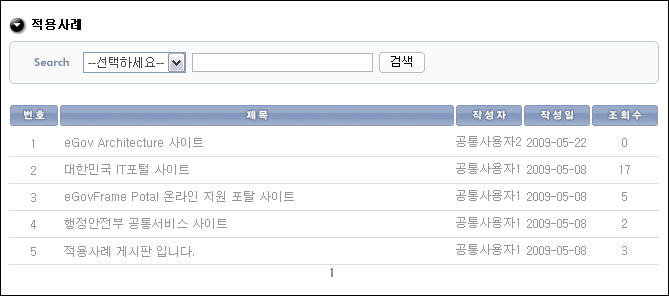 적용사례
Search --선택하세요-- 검색
번호 제목 작성자 작성일 조회수
1 eGov Architecture 사이트 공통사용자2 2009-05-22 0
2 대한민국 IT포털 사이트 공통사용자1 2009-05-08 17
3 eGovFrame Potal 온라인 지원 포탈 사이트 공통사용자1 2009-05-08 5
4 행정안전부 공통서비스 사이트 공통사용자1 2009-05-08 2
5 적용사례 게시판 입니다. 공통사용자1 2009-05-08 3
1